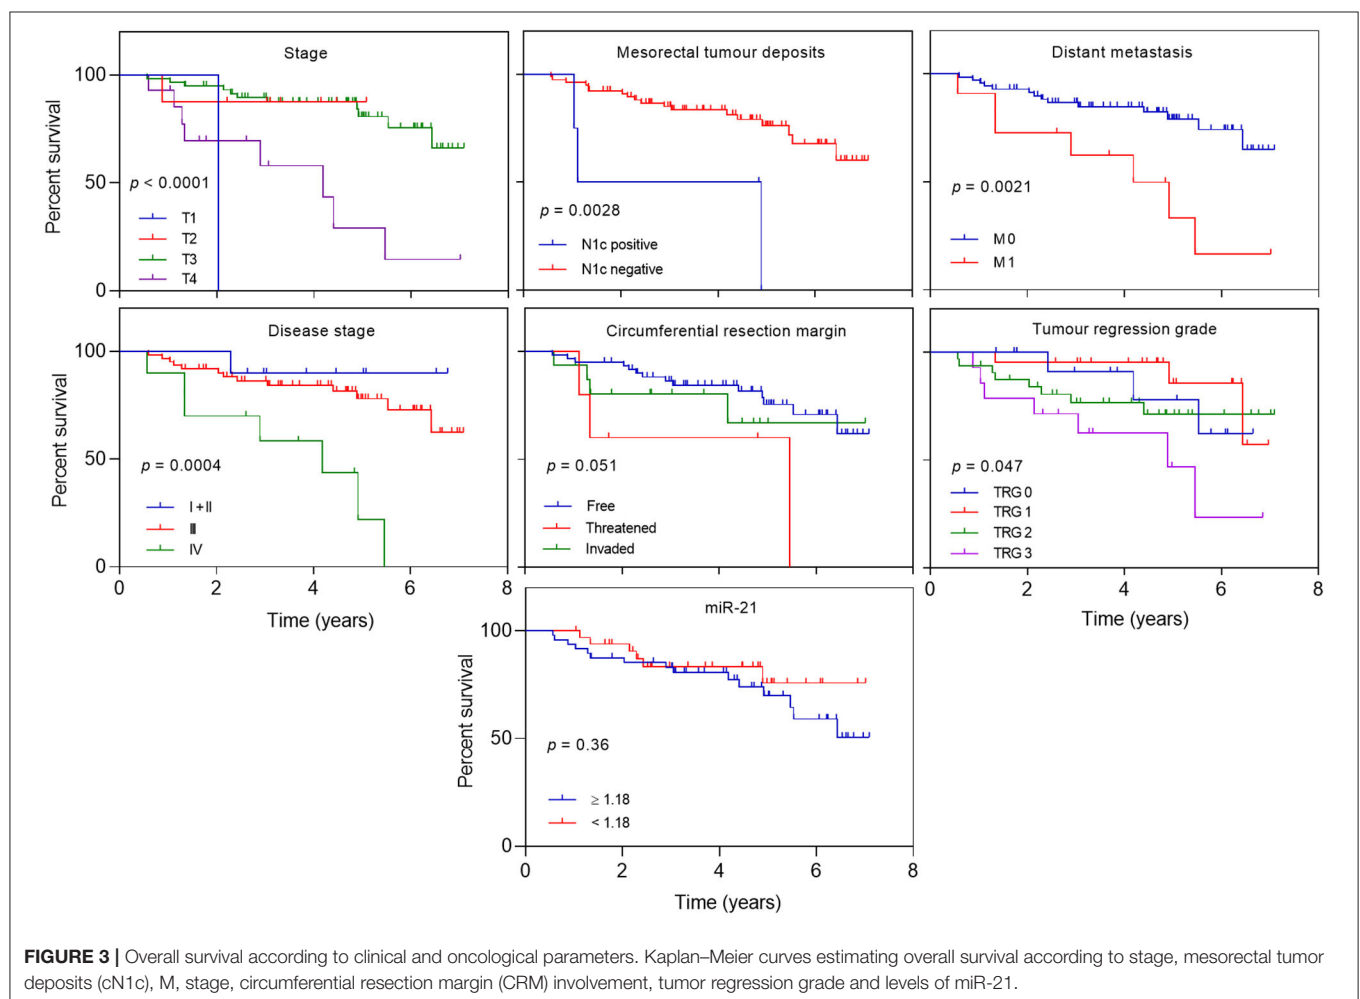 Stage
100
50
0
Percent survival
p < 0.0001
T1
T2
T3
T4
Mesorectal tumour deposits
p = 0.0028
N1c positive
N1c negative
Distant metastasis
p = 0.0021
M 0
M 1
Disease stage
100
50
0
Percent survival
p = 0.0004
I + II
III
IV
0 2 4 6 8
Time (years)
Circumferential resection margin
p = 0.051
Free
Threatened
Invaded
Tumour regression grade
p = 0.047
TRG 0
TRG 1
TRG 2
TRG 3
0 2 4 6 8
Time (years)
miR-21
100
50
0
Percent survival
p = 0.36
≥ 1.18
< 1.18
0 2 4 6 8
Time (years)
FIGURE 3 | Overall survival according to clinical and oncological parameters. Kaplan–Meier curves estimating overall survival according to stage, mesorectal tumor
deposits (cN1c), M, stage, circumferential resection margin (CRM) involvement, tumor regression grade and levels of miR-21.